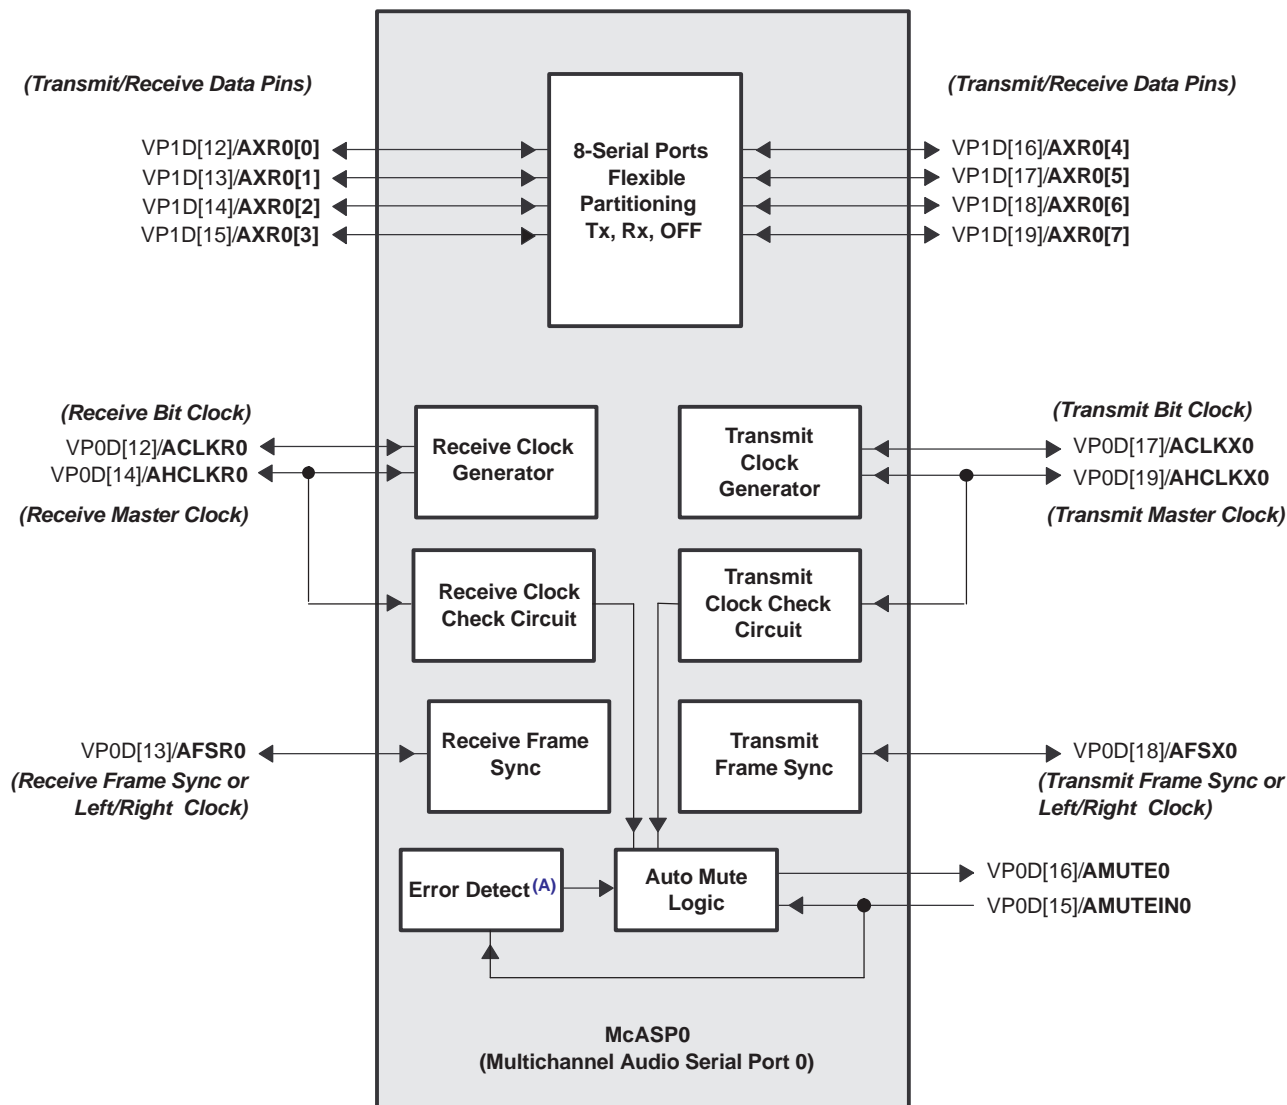 (Transmit/Receive Data Pins)
(Transmit/Receive Data Pins)
VP1D[12]/AXR0[0]
VP1D[13]/AXR0[1]
VP1D[14]/AXR0[2]
VP1D[15]/AXR0[3]
8-Serial Ports
Flexible
Partitioning
Tx, Rx, OFF
VP1D[16]/AXR0[4]
VP1D[17]/AXR0[5]
VP1D[18]/AXR0[6]
VP1D[19]/AXR0[7]
(Receive Bit Clock)
VP0D[12]/ACLKR0
VP0D[14]/AHCLKR0
(Receive Master Clock)
Receive Clock
Generator
Transmit
Clock
Generator
(Transmit Bit Clock)
VP0D[17]/ACLKX0
VP0D[19]/AHCLKX0
(Transmit Master Clock)
Receive Clock
Check Circuit
Transmit
Clock Check
Circuit
VP0D[13]/AFSR0
(Receive Frame Sync or
Left/Right Clock)
Receive Frame
Sync
Transmit
Frame Sync
VP0D[18]/AFSX0
(Transmit Frame Sync or
Left/Right Clock)
Error Detect(A)
Auto Mute
Logic
VP0D[16]/AMUTE0
VP0D[15]/AMUTEIN0
McASP0
(Multichannel Audio Serial Port 0)